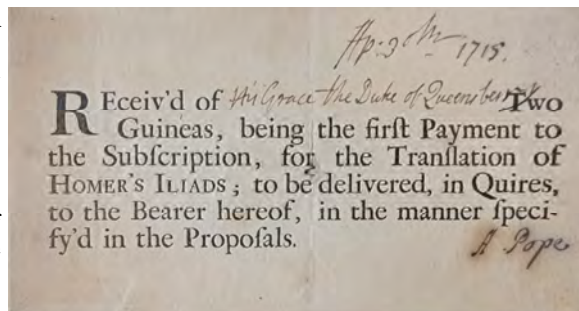 Ap: 9th 1715.
REceiv'd of His Grace the Duke of Queensberry Two
Guineas, being the firſt Payment to
the Subſcription, for the Tranſlation of
HOMER'S ILIADS; to be delivered, in Quires,
to the Bearer hereof, in the manner ſpeci-
fy'd in the Propoſals.
A Pope